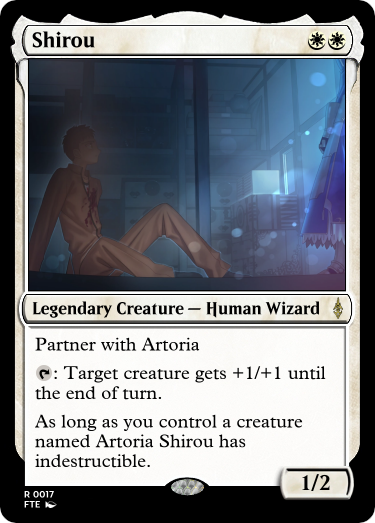 Shirou
Legendary Creature — Human Wizard
Partner with Artoria
: Target creature gets +1/+1 until
the end of turn.
As long as you control a creature
named Artoria Shirou has
indestructible.
1/2
R 0017
FTE